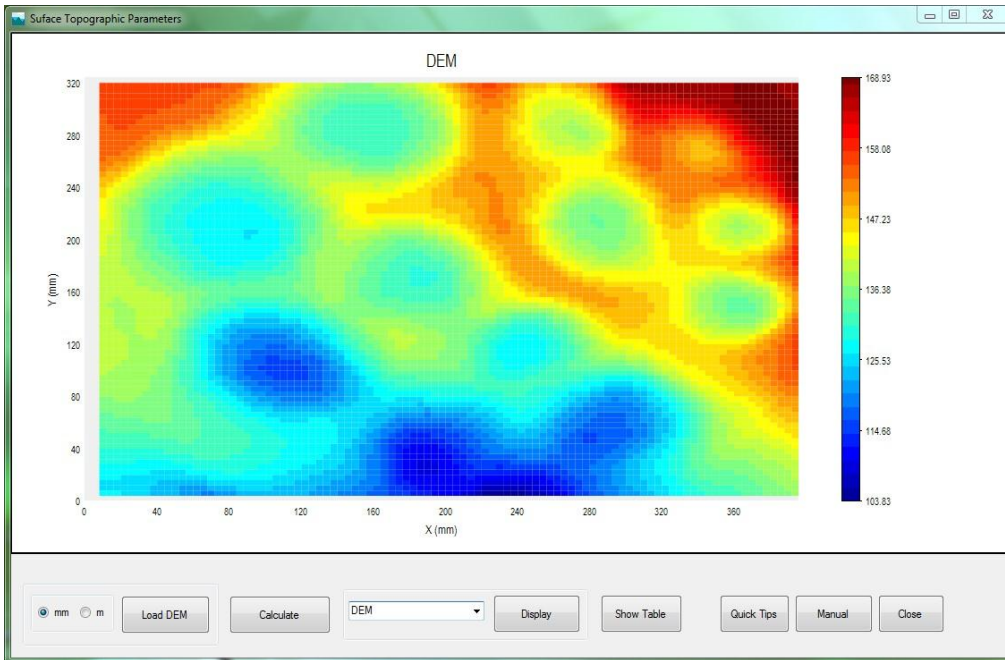 Suface Topographic Parameters
DEM
320
280
240
200
160
120
80
40
0
Y (mm)
0 40 80 120 160 200 240 280 320 360
X (mm)
168.93
158.08
147.23
136.38
125.53
114.68
103.83
mm m Load DEM Calculate DEM Display Show Table Quick Tips Manual Close